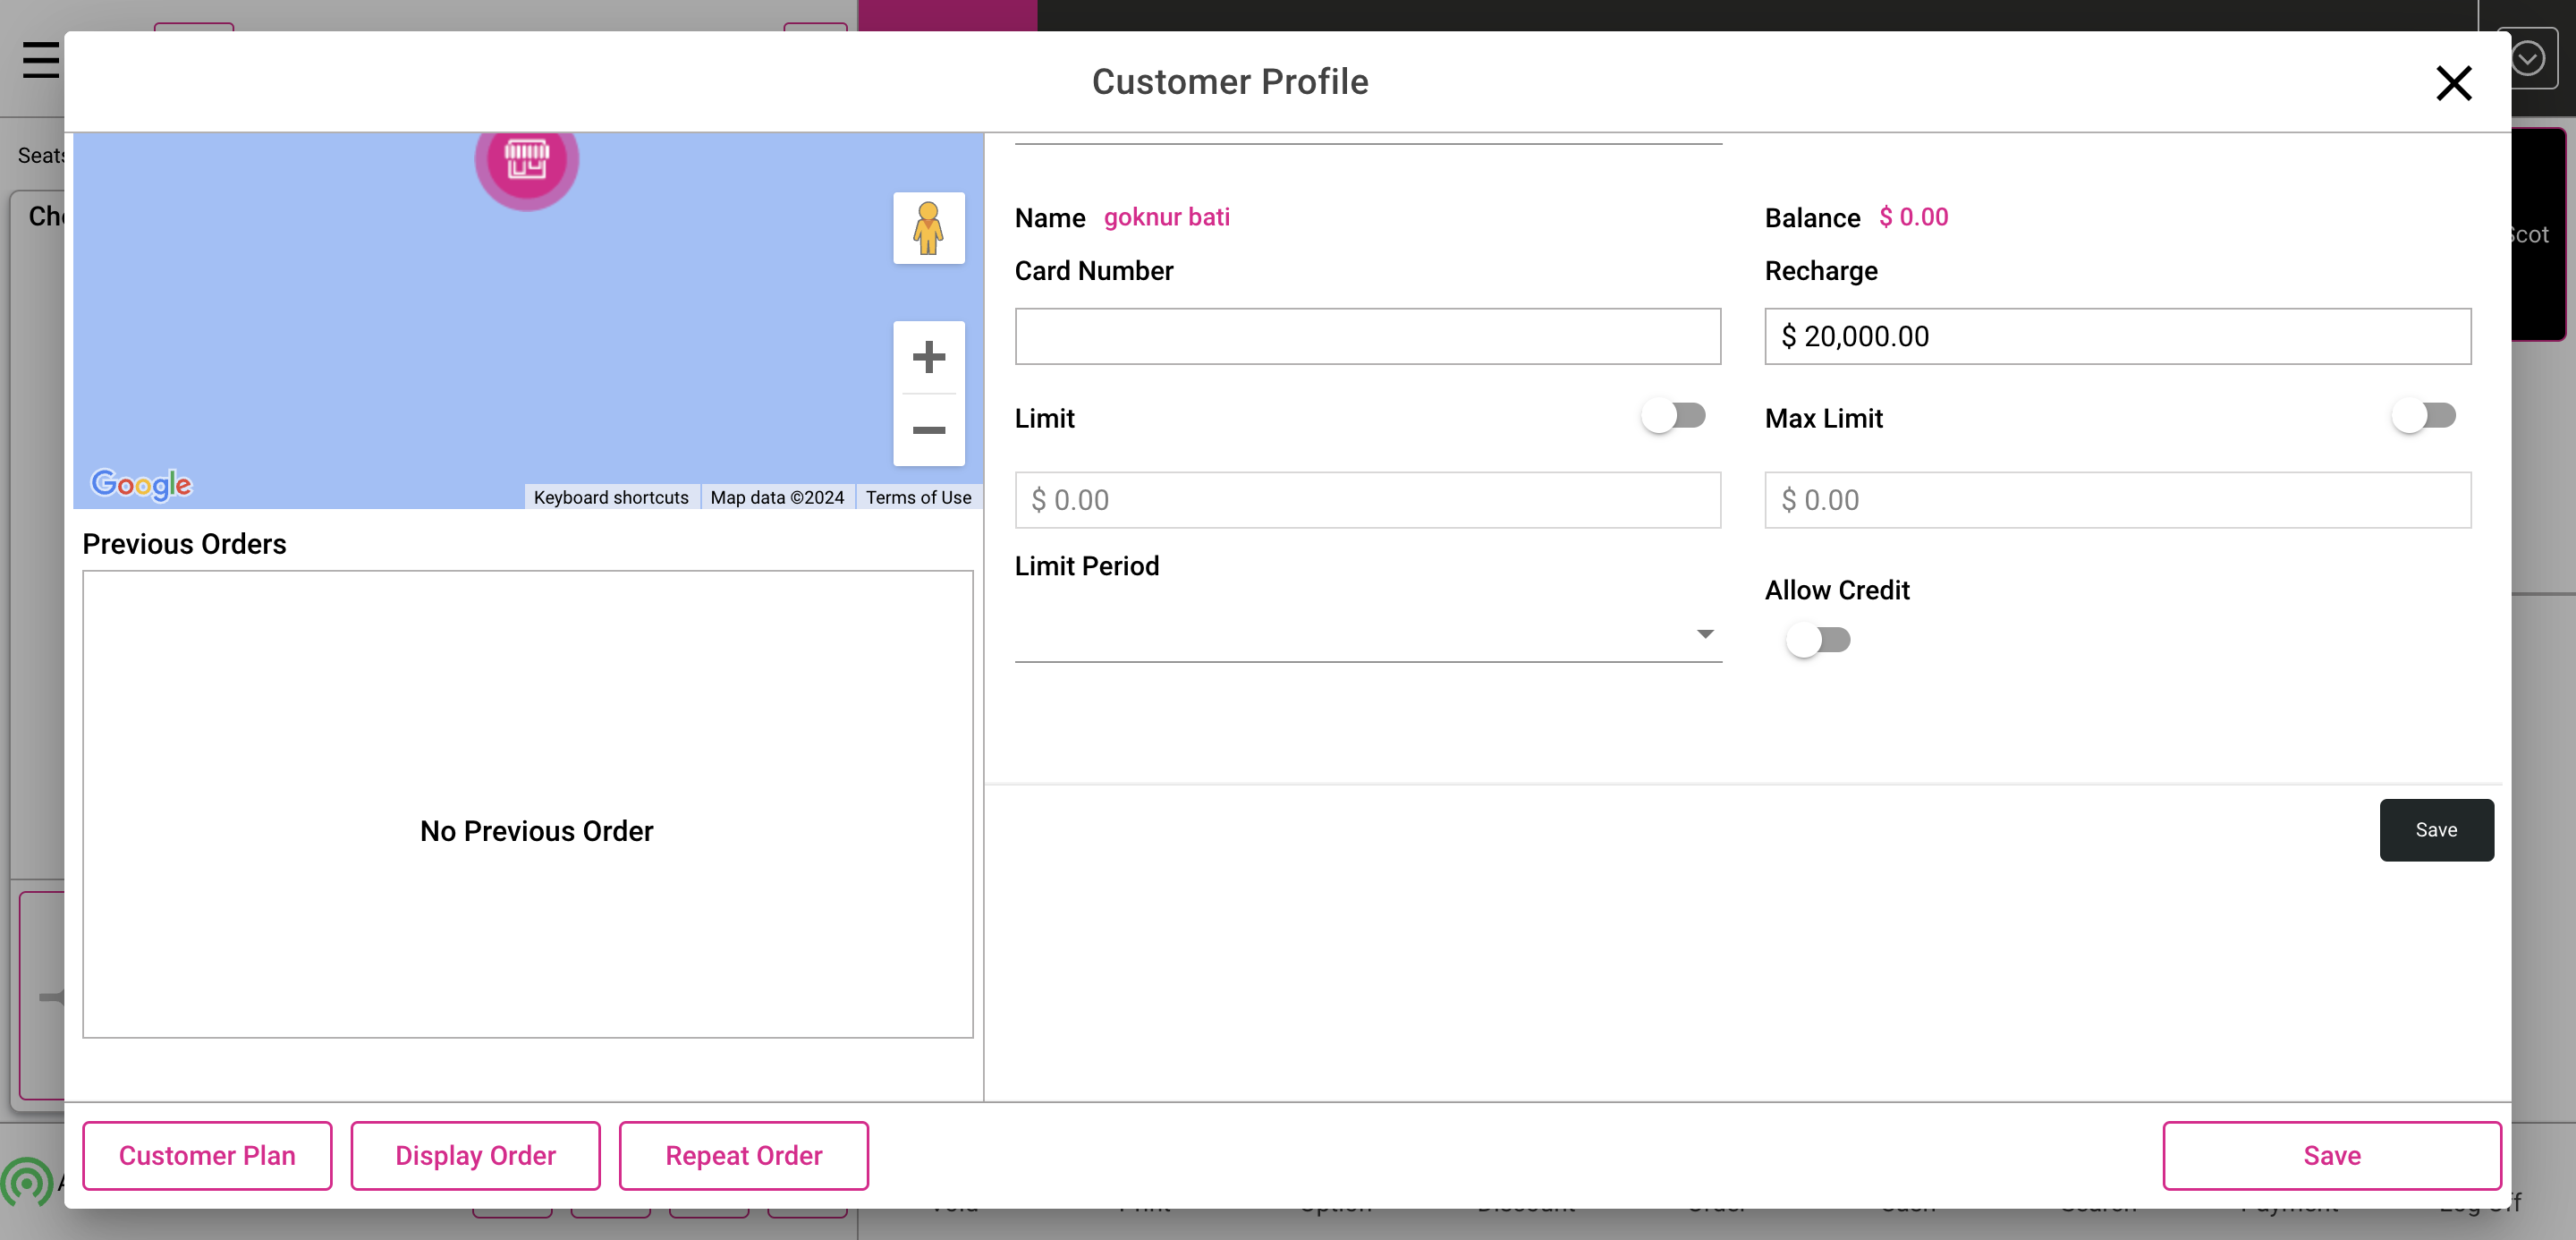 Customer Profile
Seats
Name goknur bati
Balance $ 0.00
Card Number
Recharge
$ 20,000.00
Limit
Max Limit
$ 0.00
$ 0.00
Limit Period
Allow Credit
Google
Keyboard shortcuts
Map data ©2024
Terms of Use
Previous Orders
No Previous Order
Save
Customer Plan
Display Order
Repeat Order
Save